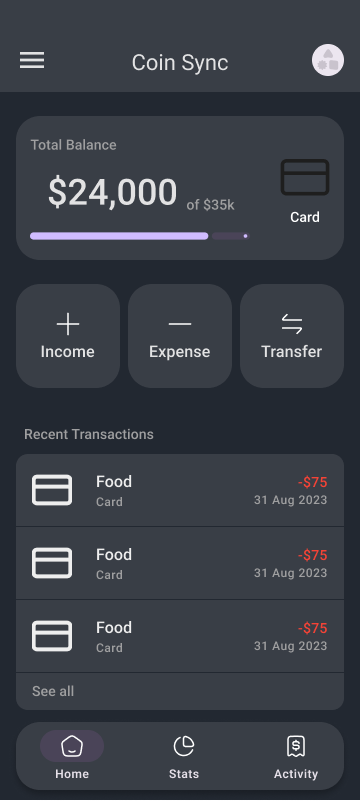 Coin Sync
Total Balance
$24,000 of $35k
Card
Income
Expense
Transfer
Recent Transactions
Food
-$75
Card
31 Aug 2023
Food
-$75
Card
31 Aug 2023
Food
-$75
Card
31 Aug 2023
See all
Home
Stats
Activity